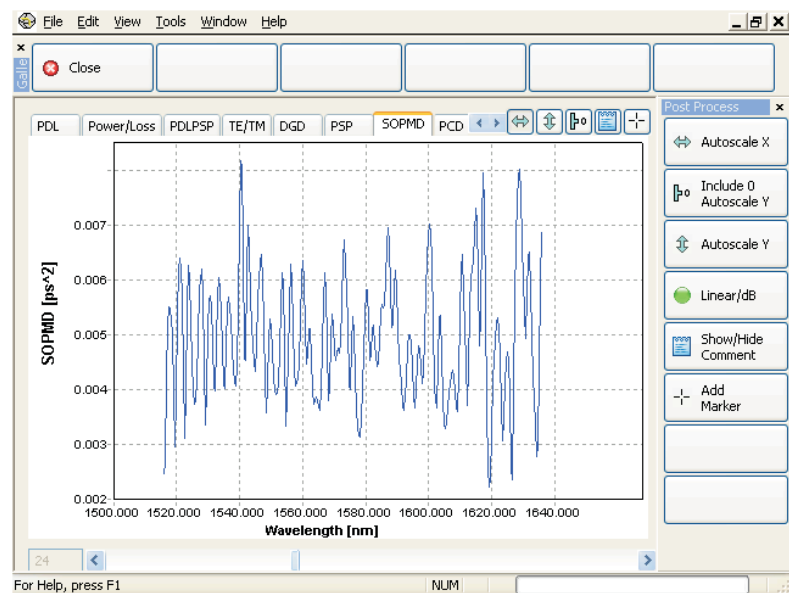 File Edit View Tools Window Help
Galle
Close
PDL Power/Loss PDLPSP TE/TM DGD PSP SOPMD PCD
Post Process
Autoscale X
Include 0
Autoscale Y
Autoscale Y
Linear/dB
Show/Hide
Comment
Add
Marker
SOPMD [ps^2]
0.007
0.006
0.005
0.004
0.003
0.002
1500.000 1520.000 1540.000 1560.000 1580.000 1600.000 1620.000 1640.000
Wavelength [nm]
24
For Help, press F1
NUM